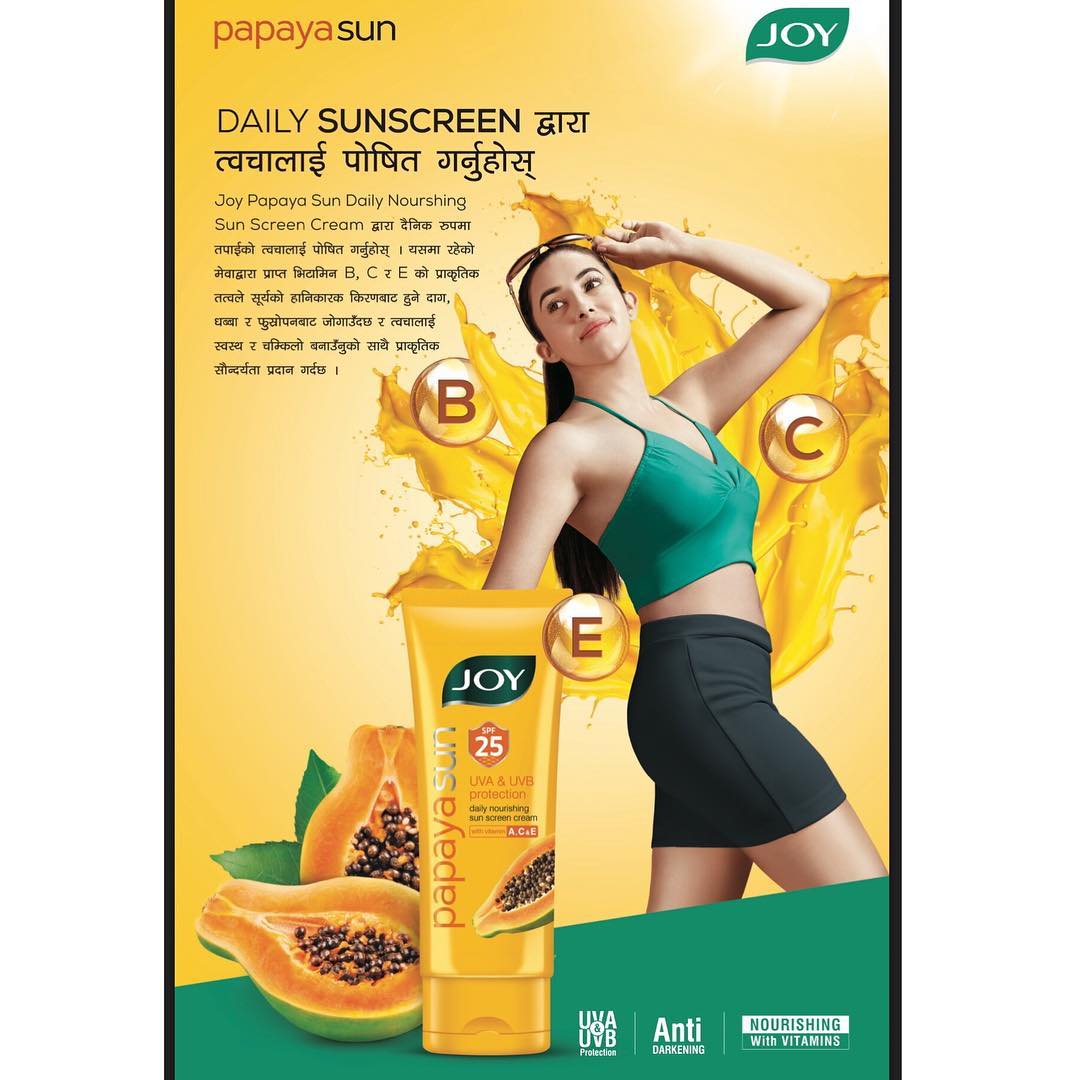 papayasun
JOY
DAILY SUNSCREEN द्वारा
त्वचालाई पोषित गर्नुहोस्
Joy Papaya Sun Daily Nourshing
Sun Screen Cream द्वारा दैनिक रुपमा
तपाईको त्वचालाई पोषित गर्नुहोस् । यसमा रहेको
मेवाद्वारा प्राप्त भिटामिन B, C र E को प्राकृतिक
तत्वले सूर्यको हानिकारक किरणबाट हुने दाग,
धब्बा र फुस्रोपनबाट जोगाउँदछ र त्वचालाई
स्वस्थ र चम्किलो बनाउँनुको साथै प्राकृतिक
सौन्दर्यता प्रदान गर्दछ ।
B
C
E
JOY
papayasun
SPF
25
UVA & UVB
protection
daily nourishing
sun screen cream
with vitamin A,C&E
UVA
&
UVB
Protection
Anti
DARKENING
NOURISHING
With VITAMINS